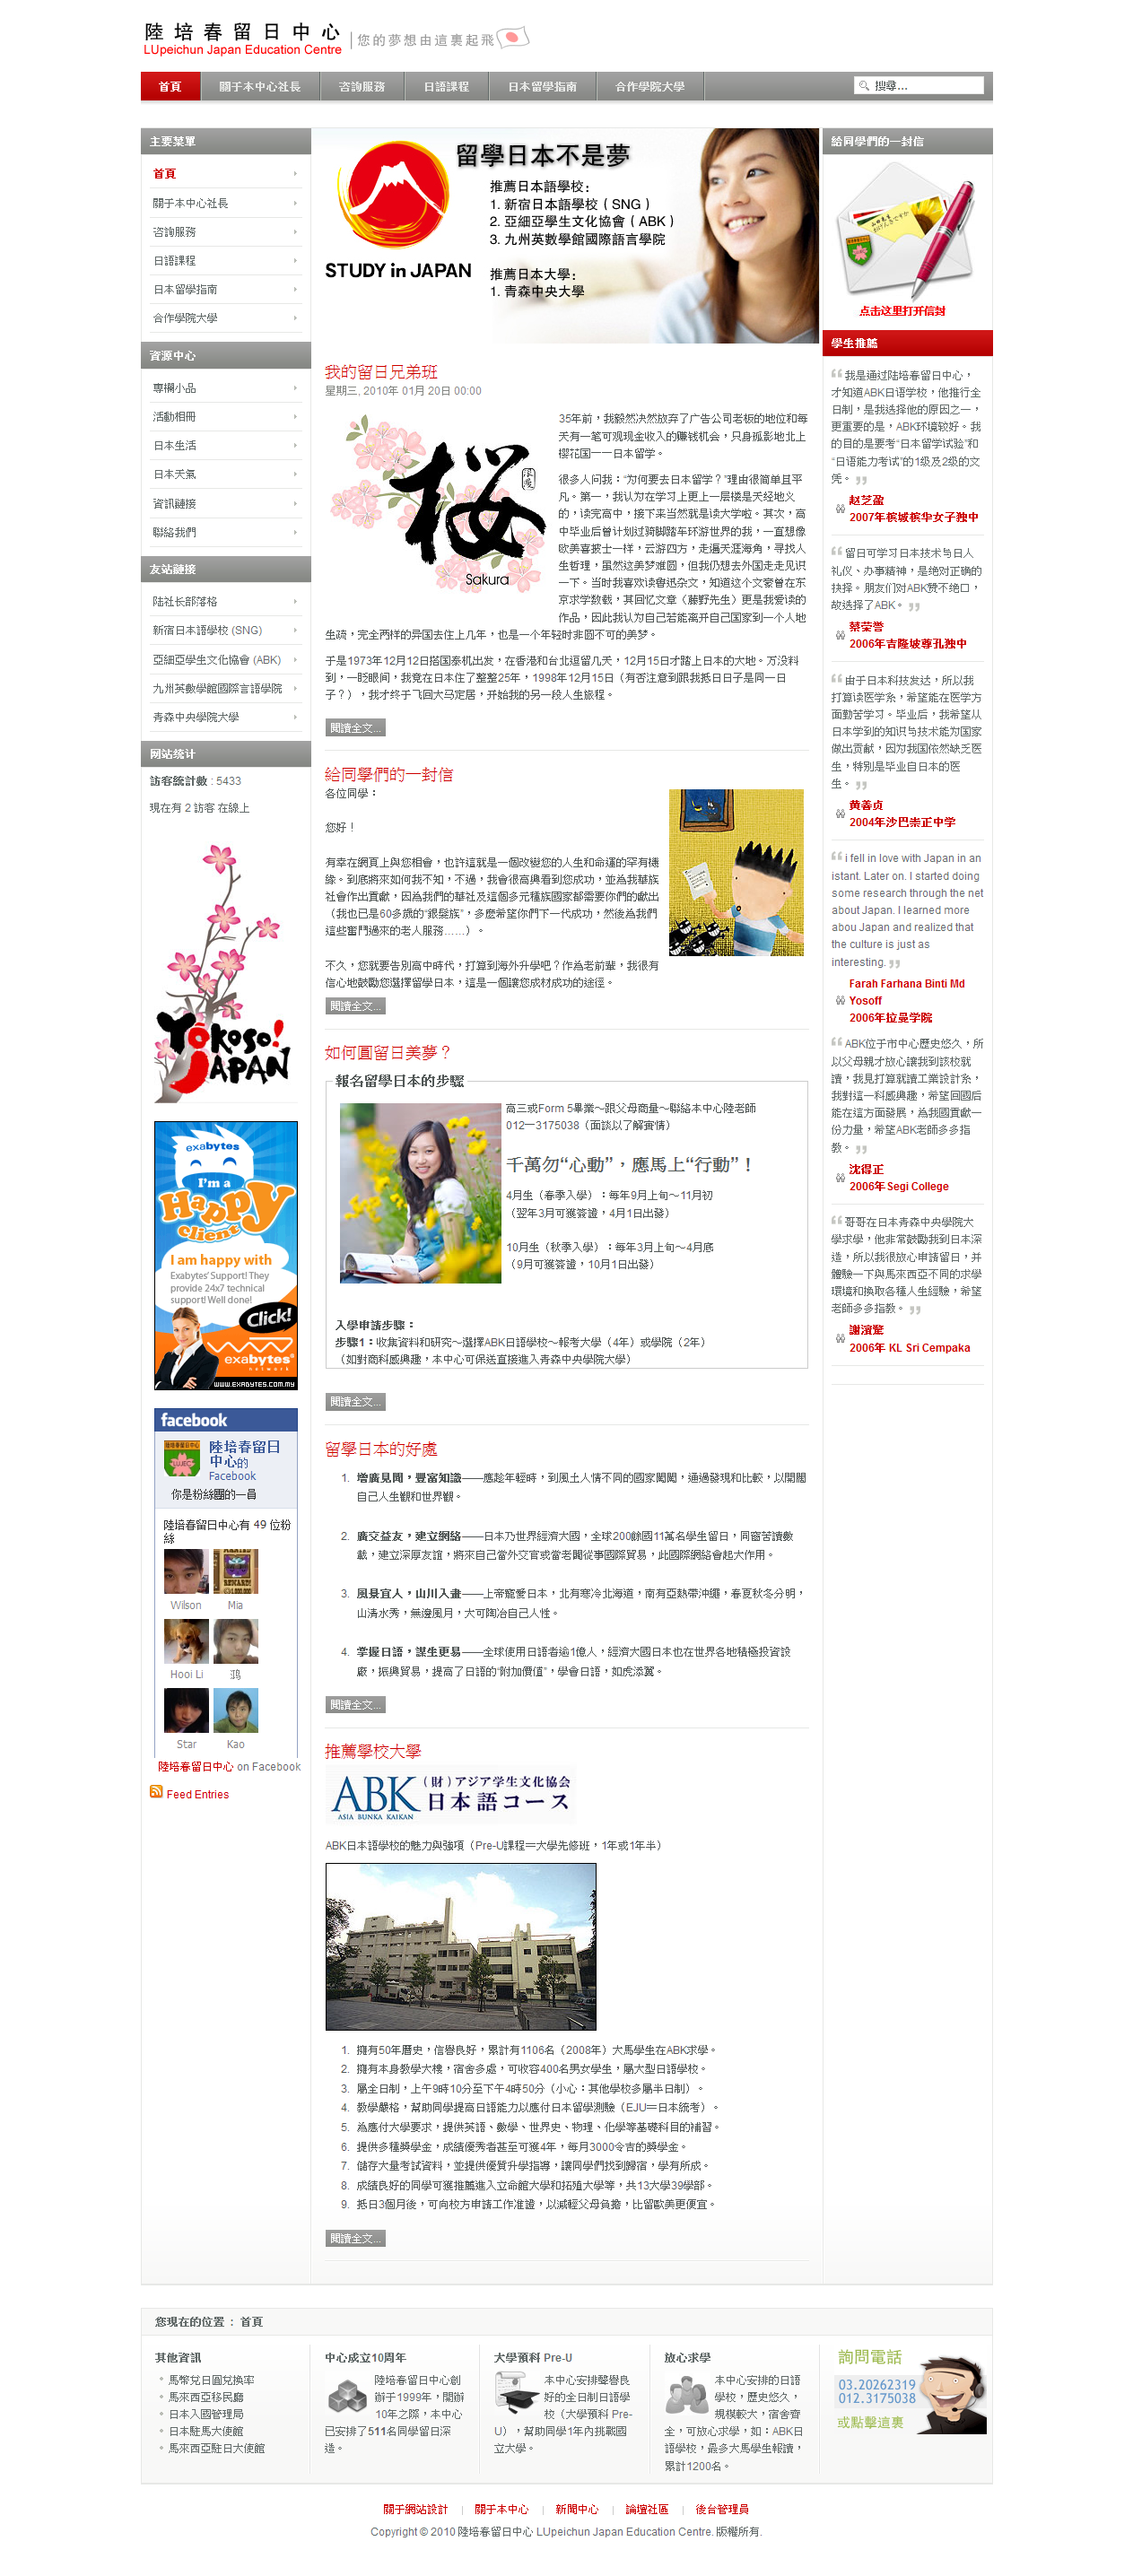 陸培春留日中心
LUpeichun Japan Education Centre
您的夢想由這裏起飛
首頁
關于本中心社長
咨詢服務
日語課程
日本留學指南
合作學院大學
搜尋...
主要菜單
首頁
關于本中心社長
咨詢服務
日語課程
日本留學指南
合作學院大學
資源中心
專欄小品
活動相冊
日本生活
日本天氣
資訊鏈接
聯絡我們
友站鏈接
陆社长部落格
新宿日本語學校 (SNG)
亞細亞學生文化協會 (ABK)
九州英數學館國際言語學院
青森中央學院大學
网站统计
訪客總計數 : 5433
現在有 2 訪客 在線上
Yōkoso!
JAPAN
exabytes
I'm a
Happy
client
I am happy with
Exabytes' Support! They
provide 24x7 technical
support! Well done!
Click!
exabytes
network
WWW.EXABYTES.COM.MY
facebook
陸培春留日
中心的
Facebook
你是粉絲團的一員
陸培春留日中心有 49 位粉
絲
Wilson
Mia
Hooi Li
鴻
Star
Kao
陸培春留日中心 on Facebook
Feed Entries
留學日本不是夢
推薦日本語學校：
1. 新宿日本語學校（SNG）
2. 亞細亞學生文化協會（ABK）
3. 九州英數學館國際語言學院
推薦日本大學：
1. 青森中央大學
STUDY in JAPAN
我的留日兄弟班
星期三, 2010年 01月 20日 00:00
桜
浪漫
Sakura
35年前，我毅然决然放弃了广告公司老板的地位和每
天有一笔可观现金收入的赚钱机会，只身孤影地北上
樱花国——日本留学。
很多人问我：“为何要去日本留学？”理由很简单且平
凡。第一，我认为在学习上更上一层楼是天经地义
的，读完高中，接下来当然就是读大学啦。其次，高
中毕业后曾计划过骑脚踏车环游世界的我，一直想像
欧美喜披士一样，云游四方，走遍天涯海角，寻找人
生哲理，虽然这美梦难圆，但我仍想去外国走走见识
一下。当时我喜欢读鲁迅杂文，知道这个文豪曾在东
京求学数载，其回忆文章〈藤野先生〉更是我爱读的
作品，因此我认为自己若能离开自己国家到一个人地
生疏，完全两样的异国去住上几年，也是一个年轻时非圆不可的美梦。
于是1973年12月12日搭国泰机出发，在香港和台北逗留几天，12月15日才踏上日本的大地。万没料
到，一眨眼间，我竟在日本住了整整25年，1998年12月15日（有否注意到跟我抵日日子是同一日
子？），我才终于飞回大马定居，开始我的另一段人生旅程。
閱讀全文...
給同學們的一封信
各位同學：
您好！
有幸在網頁上與您相會，也許這就是一個改變您的人生和命運的罕有機
緣。到底將來如何我不知，不過，我會很高興看到您成功，並為我華族
社會作出貢獻，因為我們的華社及這個多元種族國家都需要你們的獻出
（我也已是60多歲的“銀髮族”，多麼希望你們下一代成功，然後為我們
這些奮鬥過來的老人服務……）。
不久，您就要告別高中時代，打算到海外升學吧？作為老前輩，我很有
信心地鼓勵您選擇留學日本，這是一個讓您成材成功的途徑。
閱讀全文...
如何圓留日美夢？
報名留學日本的步驟
高三或Form 5畢業～跟父母商量～聯絡本中心陸老師
012—3175038（面談以了解實情）
千萬勿“心動”，應馬上“行動”！
4月生（春季入學）：每年9月上旬～11月初
（翌年3月可獲簽證，4月1日出發）
10月生（秋季入學）：每年3月上旬～4月底
（9月可獲簽證，10月1日出發）
入學申請步驟：
步驟1：收集資料和研究～選擇ABK日語學校～報考大學（4年）或學院（2年）
（如對商科感興趣，本中心可保送直接進入青森中央學院大學）
閱讀全文...
留學日本的好處
1. 增廣見聞，豐富知識——應趁年輕時，到風土人情不同的國家闖闖，通過發現和比較，以開闊
自己人生觀和世界觀。
2. 廣交益友，建立網絡——日本乃世界經濟大國，全球200餘國11萬名學生留日，同窗苦讀數
載，建立深厚友誼，將來自己當外交官或當老闆從事國際貿易，此國際網絡會起大作用。
3. 風景宜人，山川入畫——上帝寵愛日本，北有寒冷北海道，南有亞熱帶沖繩，春夏秋冬分明，
山清水秀，無邊風月，大可陶冶自己人性。
4. 掌握日語，謀生更易——全球使用日語者逾1億人，經濟大國日本也在世界各地積極投資設
廠，振興貿易，提高了日語的“附加價值”，學會日語，如虎添翼。
閱讀全文...
推薦學校大學
ABK
ASIA BUNKA KAIKAN
（財）アジア学生文化協会
日本語コース
ABK日本語學校的魅力與強項（Pre-U課程＝大學先修班，1年或1年半）
1. 擁有50年曆史，信譽良好，累計有1106名（2008年）大馬學生在ABK求學。
2. 擁有本身教學大樓，宿舍多處，可收容400名男女學生，屬大型日語學校。
3. 屬全日制，上午9時10分至下午4時50分（小心：其他學校多屬半日制）。
4. 教學嚴格，幫助同學提高日語能力以應付日本留學測驗（EJU＝日本統考）。
5. 為應付大學要求，提供英語、數學、世界史、物理、化學等基礎科目的補習。
6. 提供多種獎學金，成績優秀者甚至可獲4年，每月3000令吉的獎學金。
7. 儲存大量考試資料，並提供優質升學指導，讓同學們找到歸宿，學有所成。
8. 成績良好的同學可獲推薦進入立命館大學和拓殖大學等，共13大學39學部。
9. 抵日3個月後，可向校方申請工作准證，以減輕父母負擔，比留歐美更便宜。
閱讀全文...
給同學們的一封信
点击这里打开信封
學生推薦
我是通过陆培春留日中心，
才知道ABK日语学校，他推行全
日制，是我选择他的原因之一，
更重要的是，ABK环境较好。我
的目的是要考“日本留学试验”和
“日语能力考试”的1级及2级的文
凭。
赵芝盈
2007年槟城槟华女子独中
留日可学习日本技术与日人
礼仪、办事精神，是绝对正确的
抉择。朋友们对ABK赞不绝口，
故选择了ABK。
蔡荣誉
2006年吉隆坡尊孔独中
由于日本科技发达，所以我
打算读医学系，希望能在医学方
面勤苦学习。毕业后，我希望从
日本学到的知识与技术能为国家
做出贡献，因为我国依然缺乏医
生，特别是毕业自日本的医
生。
黄善贞
2004年沙巴崇正中学
i fell in love with Japan in an
istant. Later on. I started doing
some research through the net
about Japan. I learned more
abou Japan and realized that
the culture is just as
interesting.
Farah Farhana Binti Md
Yosoff
2006年拉曼学院
ABK位于市中心歷史悠久，所
以父母親才放心讓我到該校就
讀，我見打算就讀工業設計系，
我對這一科感興趣，希望回國后
能在這方面發展，為我國貢獻一
份力量，希望ABK老師多多指
教。
沈得正
2006年Segi College
哥哥在日本青森中央學院大
學求學，他非常鼓勵我到日本深
造，所以我很放心申請留日，并
體驗一下與馬來西亞不同的求學
環境和換取各種人生經驗，希望
老師多多指教。
謝濱駿
2006年 KL Sri Cempaka
您現在的位置 ： 首頁
其他資訊
馬幣兌日圓兌換率
馬來西亞移民廳
日本入國管理局
日本駐馬大使館
馬來西亞駐日大使館
中心成立10周年
陸培春留日中心創
辦于1999年，開辦
10年之際，本中心
已安排了511名同學留日深
造。
大學預科 Pre-U
本中心安排聲譽良
好的全日制日語學
校（大學預科 Pre-
U），幫助同學1年內挑戰國
立大學。
放心求學
本中心安排的日語
學校，歷史悠久，
規模較大，宿舍齊
全，可放心求學，如：ABK日
語學校，最多大馬學生報讀，
累計1200名。
詢問電話
03.20262319
012.3175038
或點擊這裏
關于網站設計
關于本中心
新聞中心
論壇社區
後台管理員
Copyright © 2010 陸培春留日中心 LUpeichun Japan Education Centre. 版權所有.